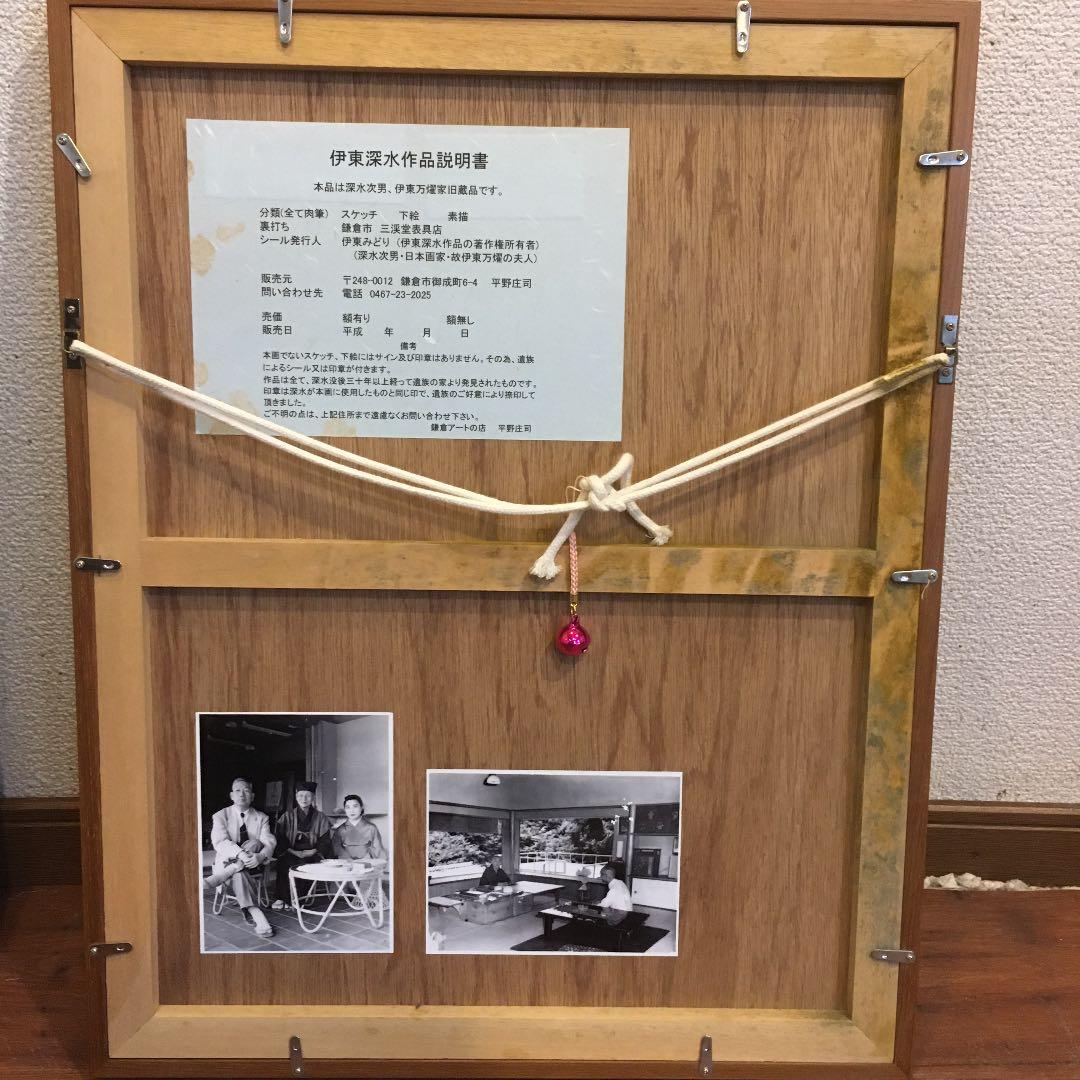 伊東深水作品説明書
本品は深水次男、伊東万燿家旧蔵品です。
分類(全て肉筆) スケッチ 下絵 素描
裏打ち 鎌倉市 三渓堂表具店
シール発行人 伊東みどり (伊東深水作品の著作権所有者)
(深水次男・日本画家・故伊東万燿の夫人)
販売元 〒248-0012 鎌倉市御成町6-4 平野庄司
問い合わせ先 電話 0467-23-2025
売価 額有り 額無し
販売日 平成 年 月 日
備考
本画でないスケッチ、下絵にはサイン及び印章はありません。その為、遺族
によるシール又は印章が付きます。
作品は全て、深水没後三十年以上経って遺族の家より発見されたものです。
印章は深水が本画に使用したものと同じ印で、遺族のご好意により捺印して
頂きました。
ご不明の点は、上記住所まで遠慮なくお問い合わせ下さい。
鎌倉アートの店 平野庄司